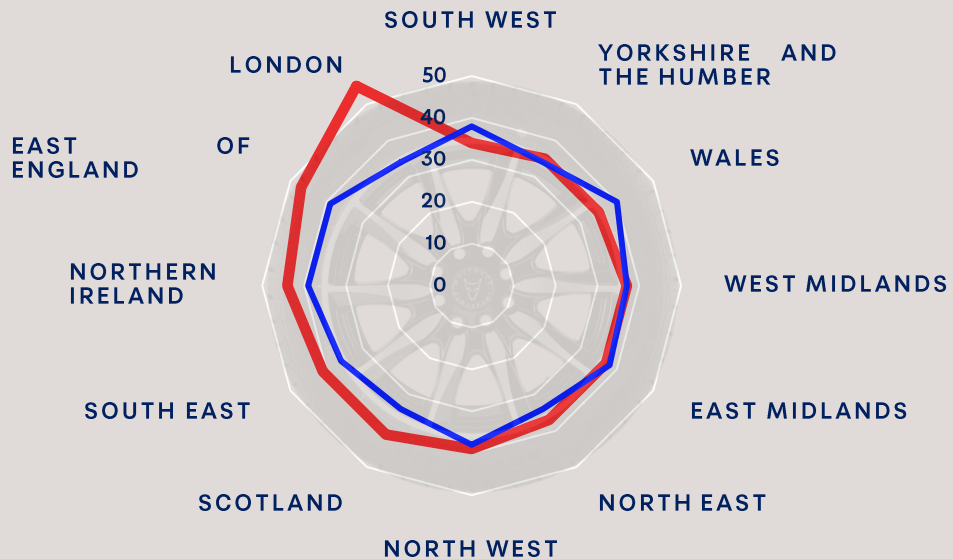 SOUTH WEST
YORKSHIRE AND
THE HUMBER
LONDON
50
40
EAST OF
ENGLAND
30
WALES
20
10
NORTHERN
IRELAND
0
WEST MIDLANDS
SOUTH EAST
EAST MIDLANDS
SCOTLAND
NORTH EAST
NORTH WEST